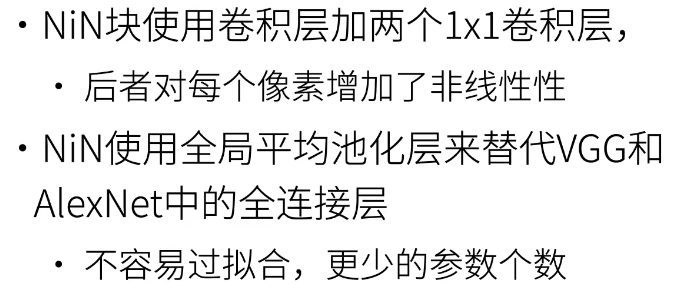 • NiN块使用卷积层加两个1x1卷积层，
• 后者对每个像素增加了非线性性
• NiN使用全局平均池化层来替代VGG和
AlexNet中的全连接层
• 不容易过拟合，更少的参数个数